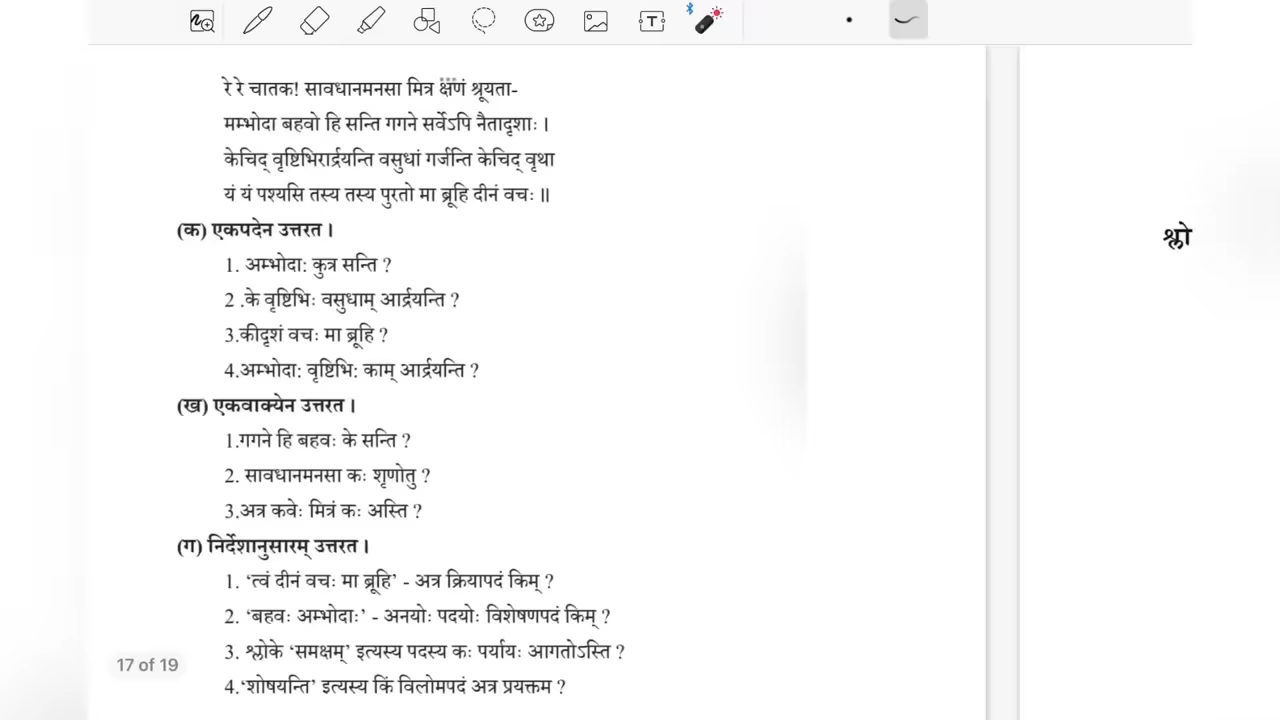 रे रे चातक! सावधानमनसा मित्र क्षणं श्रूयता-
मम्भोदा बहवो हि सन्ति गगने सर्वेऽपि नैतादृशाः ।
केचिद् वृष्टिभिरार्द्रयन्ति वसुधां गर्जन्ति केचिद् वृथा
यं यं पश्यसि तस्य तस्य पुरतो मा ब्रूहि दीनं वचः ॥
(क) एकपदेन उत्तरत ।
1. अम्भोदा: कुत्र सन्ति ?
2 .के वृष्टिभिः वसुधाम् आर्द्रयन्ति ?
3.कीदृशं वचः मा ब्रूहि ?
4.अम्भोदा: वृष्टिभि: काम् आर्द्रयन्ति ?
(ख) एकवाक्येन उत्तरत ।
1.गगने हि बहवः के सन्ति ?
2. सावधानमनसा कः शृणोतु ?
3.अत्र कवेः मित्रं कः अस्ति ?
(ग) निर्देशानुसारम् उत्तरत ।
1. ‘त्वं दीनं वचः मा ब्रूहि’ - अत्र क्रियापदं किम् ?
2. ‘बहवः अम्भोदाः’ - अनयोः पदयोः विशेषणपदं किम् ?
3. श्लोके ‘समक्षम्’ इत्यस्य पदस्य कः पर्यायः आगतोऽस्ति ?
4.‘शोषयन्ति’ इत्यस्य किं विलोमपदं अत्र प्रयक्तम ?
17 of 19
श्लो